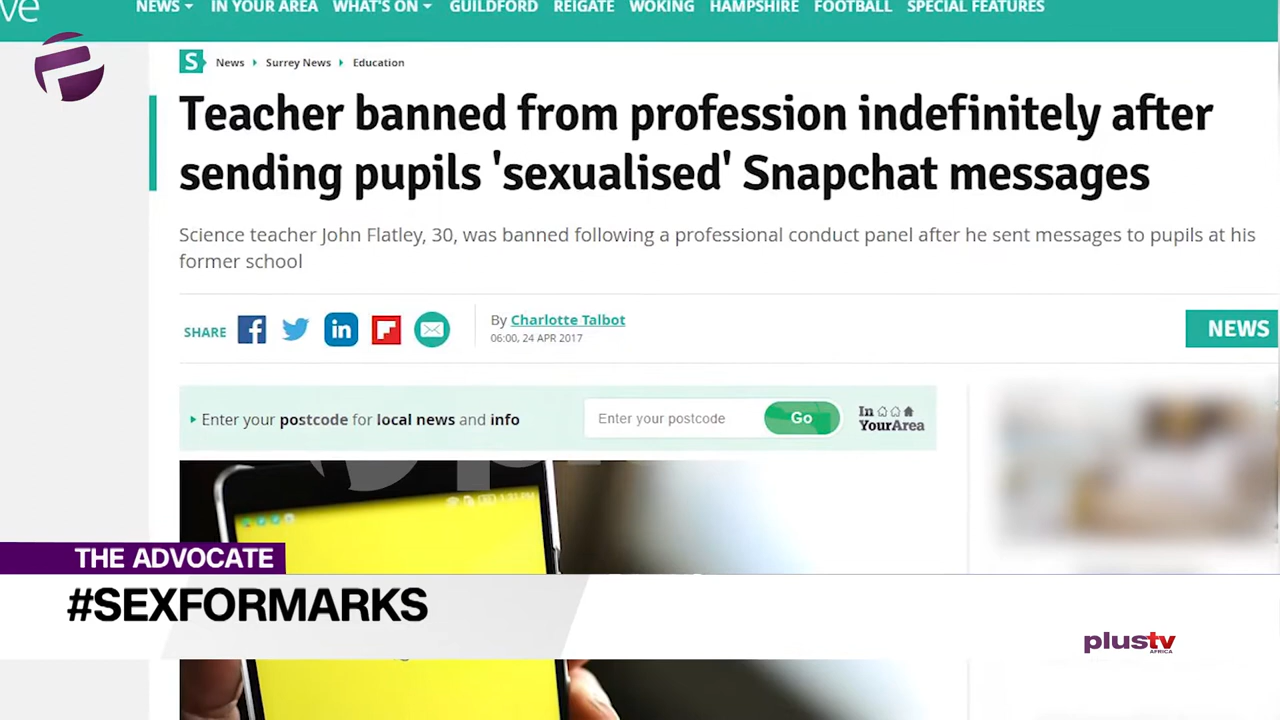 ve
NEWS IN YOUR AREA WHAT'S ON GUILDFORD REIGATE WOKING HAMPSHIRE FOOTBALL SPECIAL FEATURES
S News Surrey News Education
Teacher banned from profession indefinitely after
sending pupils 'sexualised' Snapchat messages
Science teacher John Flatley, 30, was banned following a professional conduct panel after he sent messages to pupils at his
former school
SHARE
By Charlotte Talbot
06:00, 24 APR 2017
NEWS
Enter your postcode for local news and info
Enter your postcode
Go
In
YourArea
THE ADVOCATE
#SEXFORMARKS
plustv
AFRICA